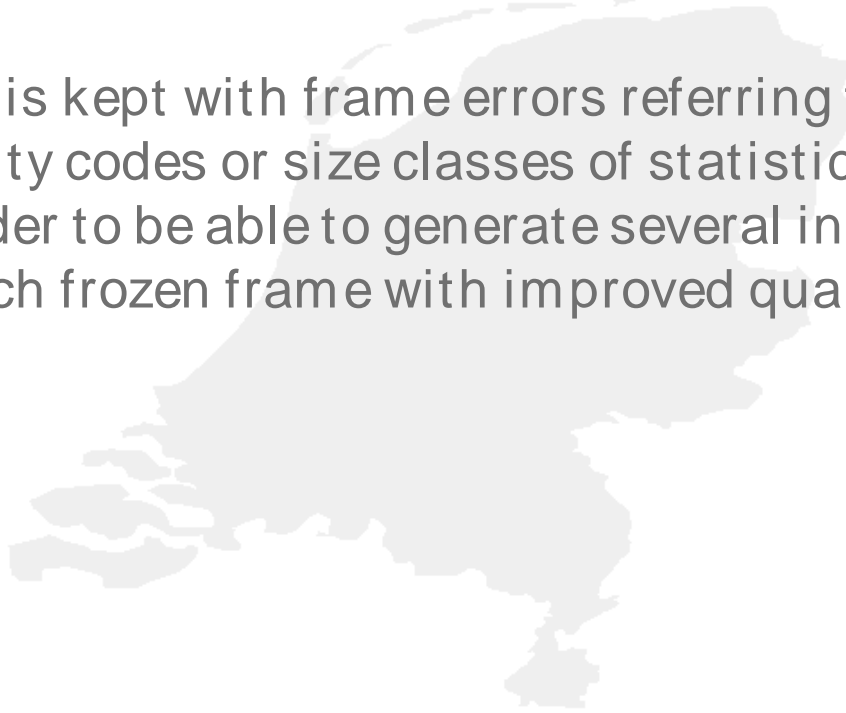 is kept with frame errors referring
ty codes or size classes of statistic
der to be able to generate several in
ch frozen frame with improved qua